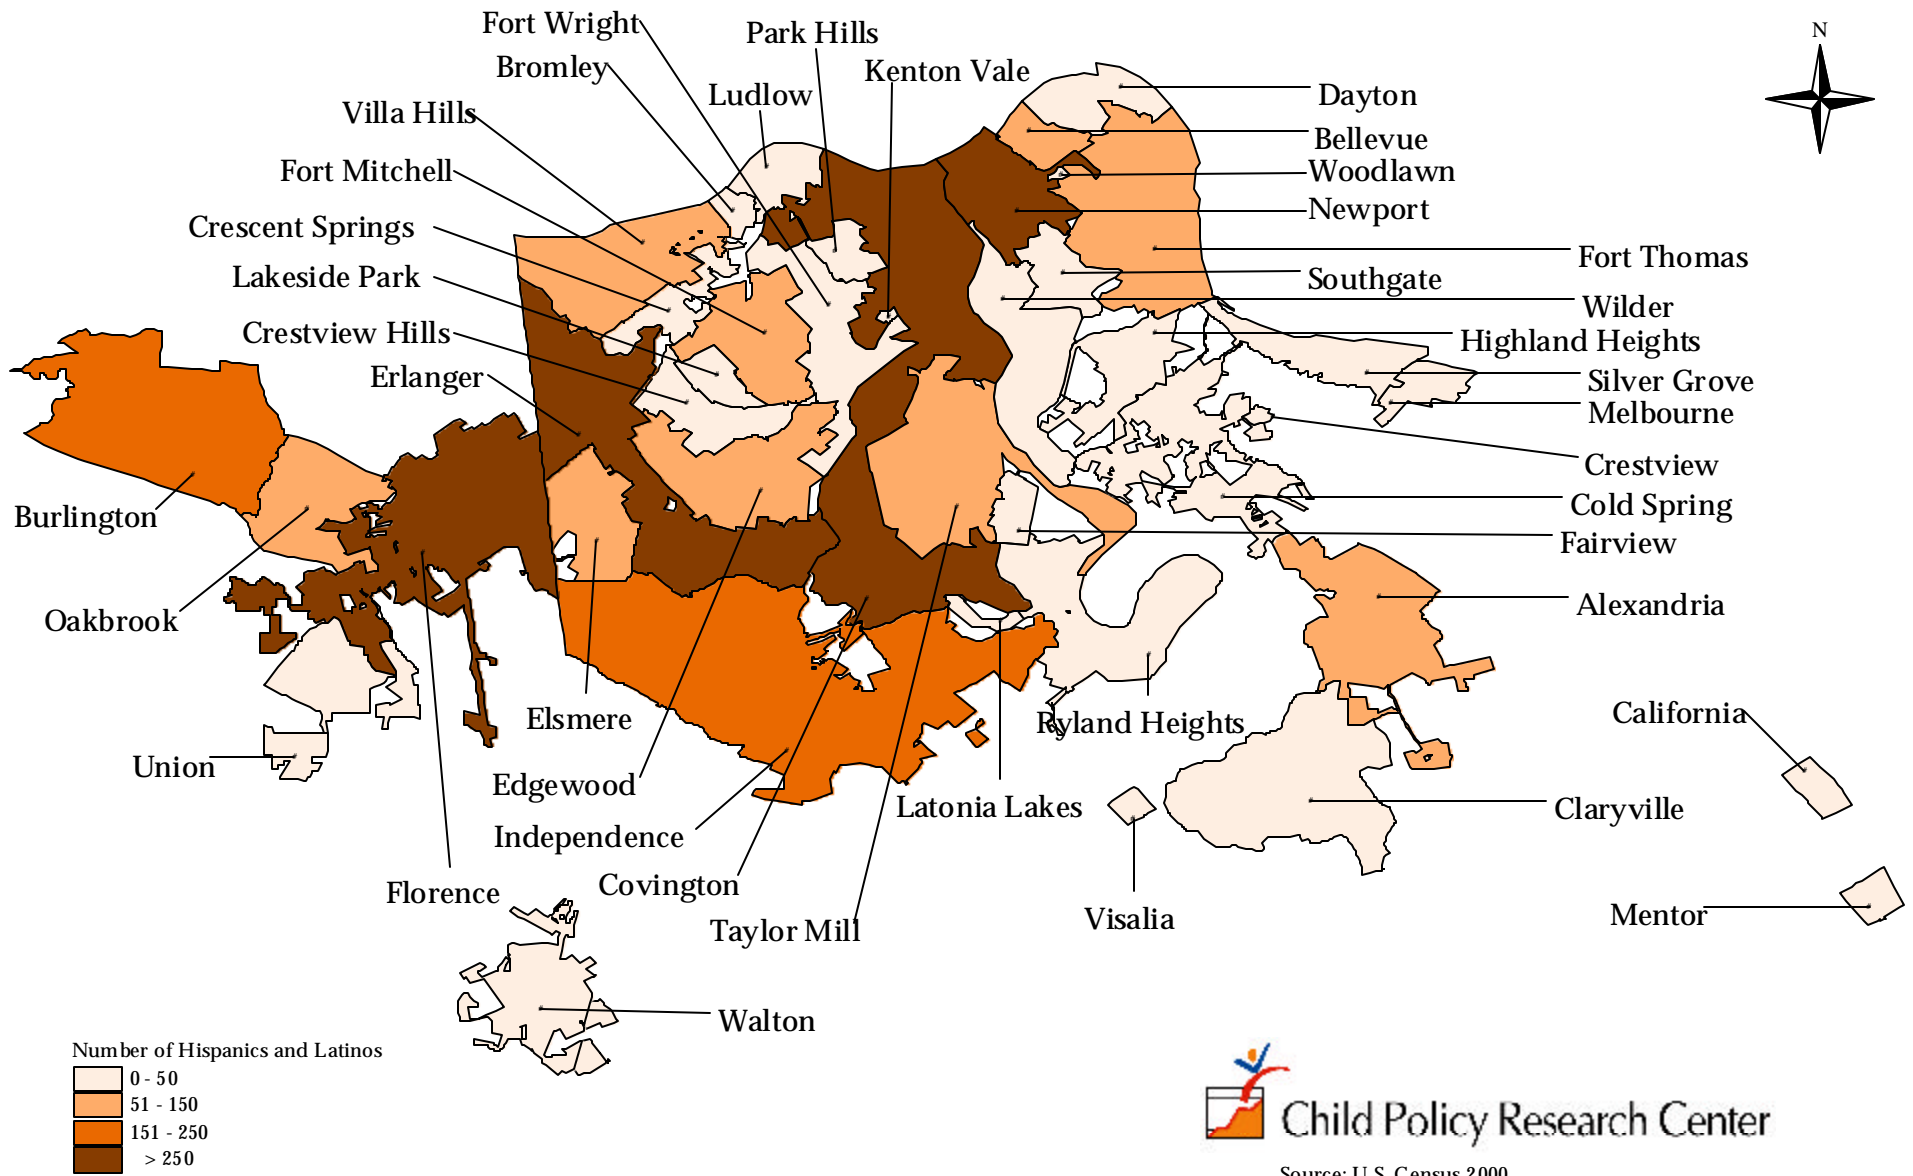 Fort Wright
Park Hills
N
Bromley
Kenton Vale
Ludlow
Dayton
Villa Hills
Bellevue
Fort Mitchell
Woodlawn
Newport
Crescent Springs
Fort Thomas
Lakeside Park
Southgate
Wilder
Crestview Hills
Highland Heights
Erlanger
Silver Grove
Melbourne
Crestview
Cold Spring
Burlington
Fairview
Oakbrook
Alexandria
Elsmere
Ryland Heights
California
Union
Edgewood
Latonia Lakes
Claryville
Independence
Covington
Florence
Visalia
Mentor
Taylor Mill
Walton
Number of Hispanics and Latinos
0 - 50
51 - 150
151 - 250
> 250
Child Policy Research Center
Source: U.S. Census 2000